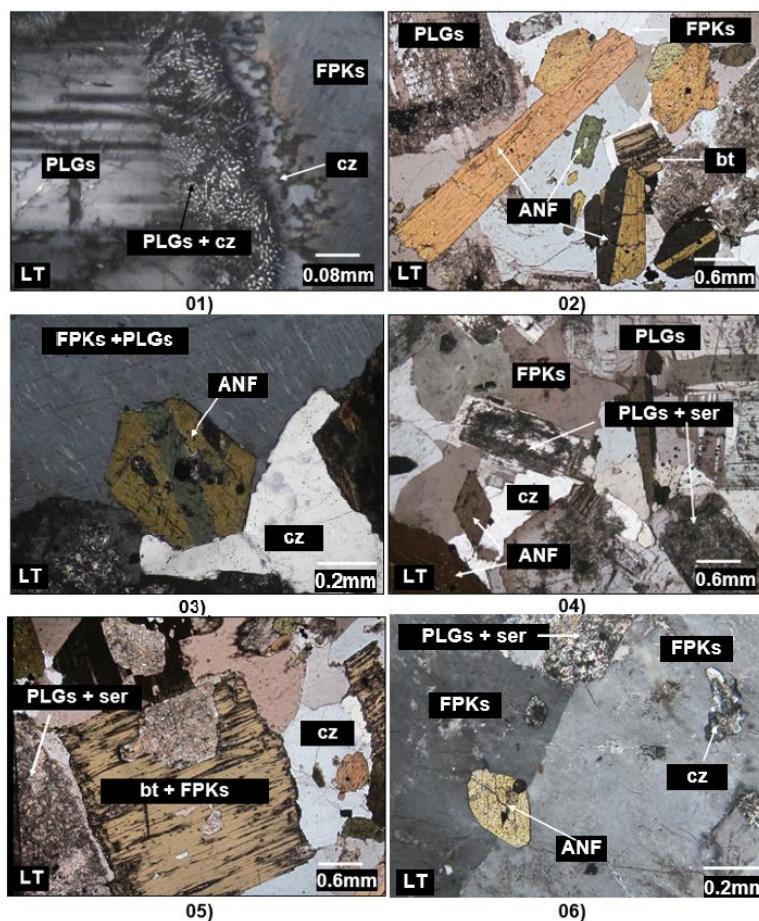 FPKs
PLGs
cz
PLGs + cz
LT
0.08mm
01)
PLGs
FPKs
bt
ANF
LT
0.6mm
02)
FPKs +PLGs
ANF
cz
LT
0.2mm
03)
PLGs
FPKs
PLGs + ser
cz
ANF
LT
0.6mm
04)
PLGs + ser
cz
bt + FPKs
LT
0.6mm
05)
PLGs + ser
FPKs
FPKs
cz
ANF
LT
0.2mm
06)